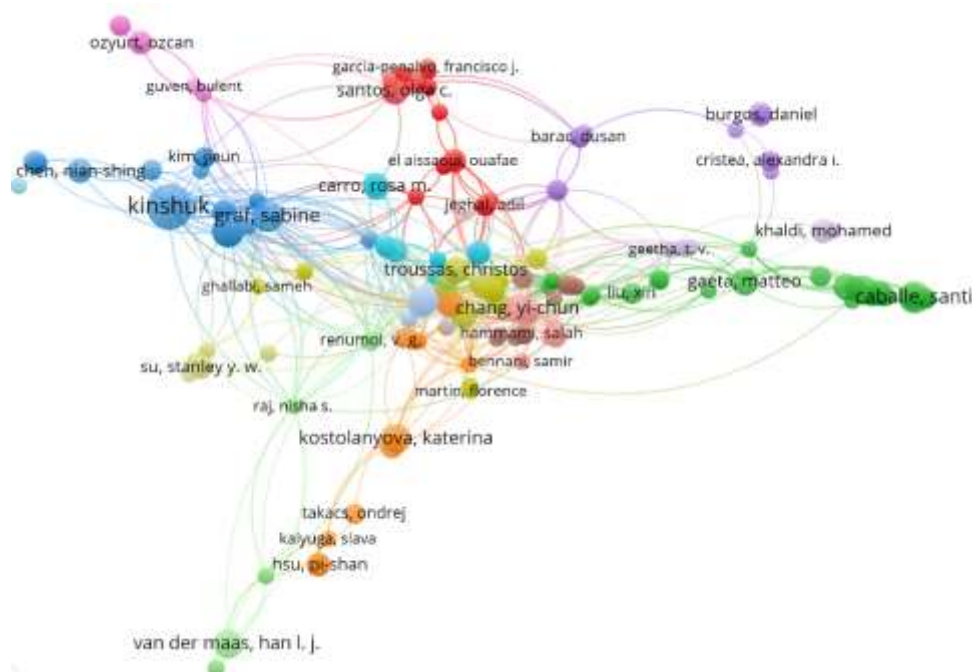 ozyurt, ozcan
garcia-penalvo, francisco j.
guven, bulent
santos, olga c.
burgos, daniel
barac, dusan
kim, jieun
el aissaoui, ouafae
cristea, alexandra i.
chen, nian-shing
carro, rosa m.
kinshuk
graf, sabine
jeghal, adil
khaldi, mohamed
geetha, t. v.
troussas, christos
ghallabi, sameh
liu, xin
gaeta, matteo
caballe, santi
chang, yi-chun
renumol, v. g.
hammami, salah
su, stanley y. w.
bennani, samir
martin, florence
raj, nisha s.
kostolanyova, katerina
takacs, ondrej
kalyuga, slava
hsu, pi-shan
van der maas, han l. j.